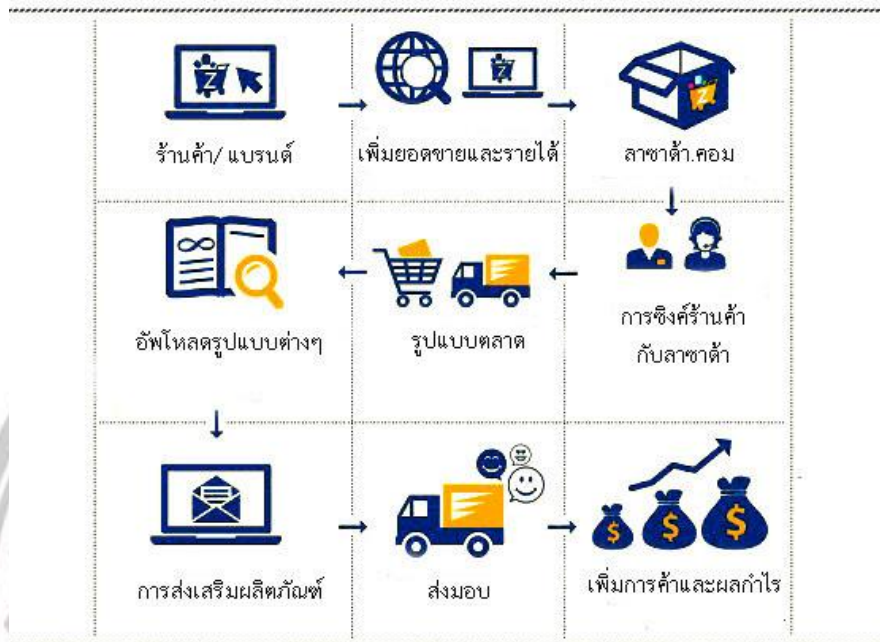 ร้านค้า/ แบรนด์
เพิ่มยอดขายและรายได้
ลาซาด้า.คอม
การซิงค์ร้านค้า
กับลาซาด้า
รูปแบบตลาด
อัพโหลดรูปแบบต่างๆ
การส่งเสริมผลิตภัณฑ์
ส่งมอบ
เพิ่มการค้าและผลกำไร